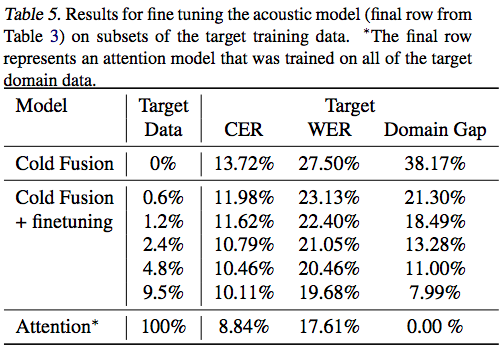 Table 5. Results for fine tuning the acoustic model (final row from
Table 3) on subsets of the target training data. *The final row
represents an attention model that was trained on all of the target
domain data.
Model Target Target
Data CER WER Domain Gap
Cold Fusion 0% 13.72% 27.50% 38.17%
Cold Fusion 0.6% 11.98% 23.13% 21.30%
+ finetuning 1.2% 11.62% 22.40% 18.49%
2.4% 10.79% 21.05% 13.28%
4.8% 10.46% 20.46% 11.00%
9.5% 10.11% 19.68% 7.99%
Attention* 100% 8.84% 17.61% 0.00 %